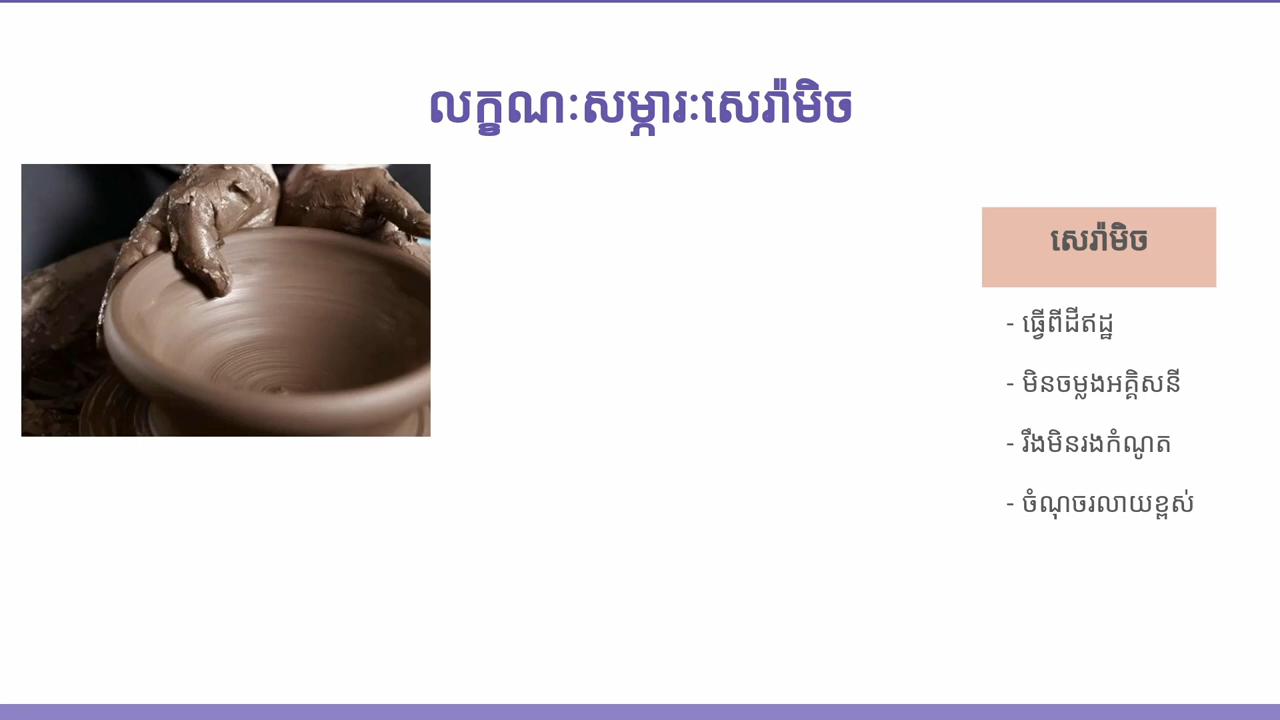 លក្ខណៈសម្ភារៈសេរ៉ាមិច
សេរ៉ាមិច
- ធ្វើពីដីឥដ្ឋ
- មិនចម្លងអគ្គិសនី
- រឹងមិនរងកំណូត
- ចំណុចរលាយខ្ពស់